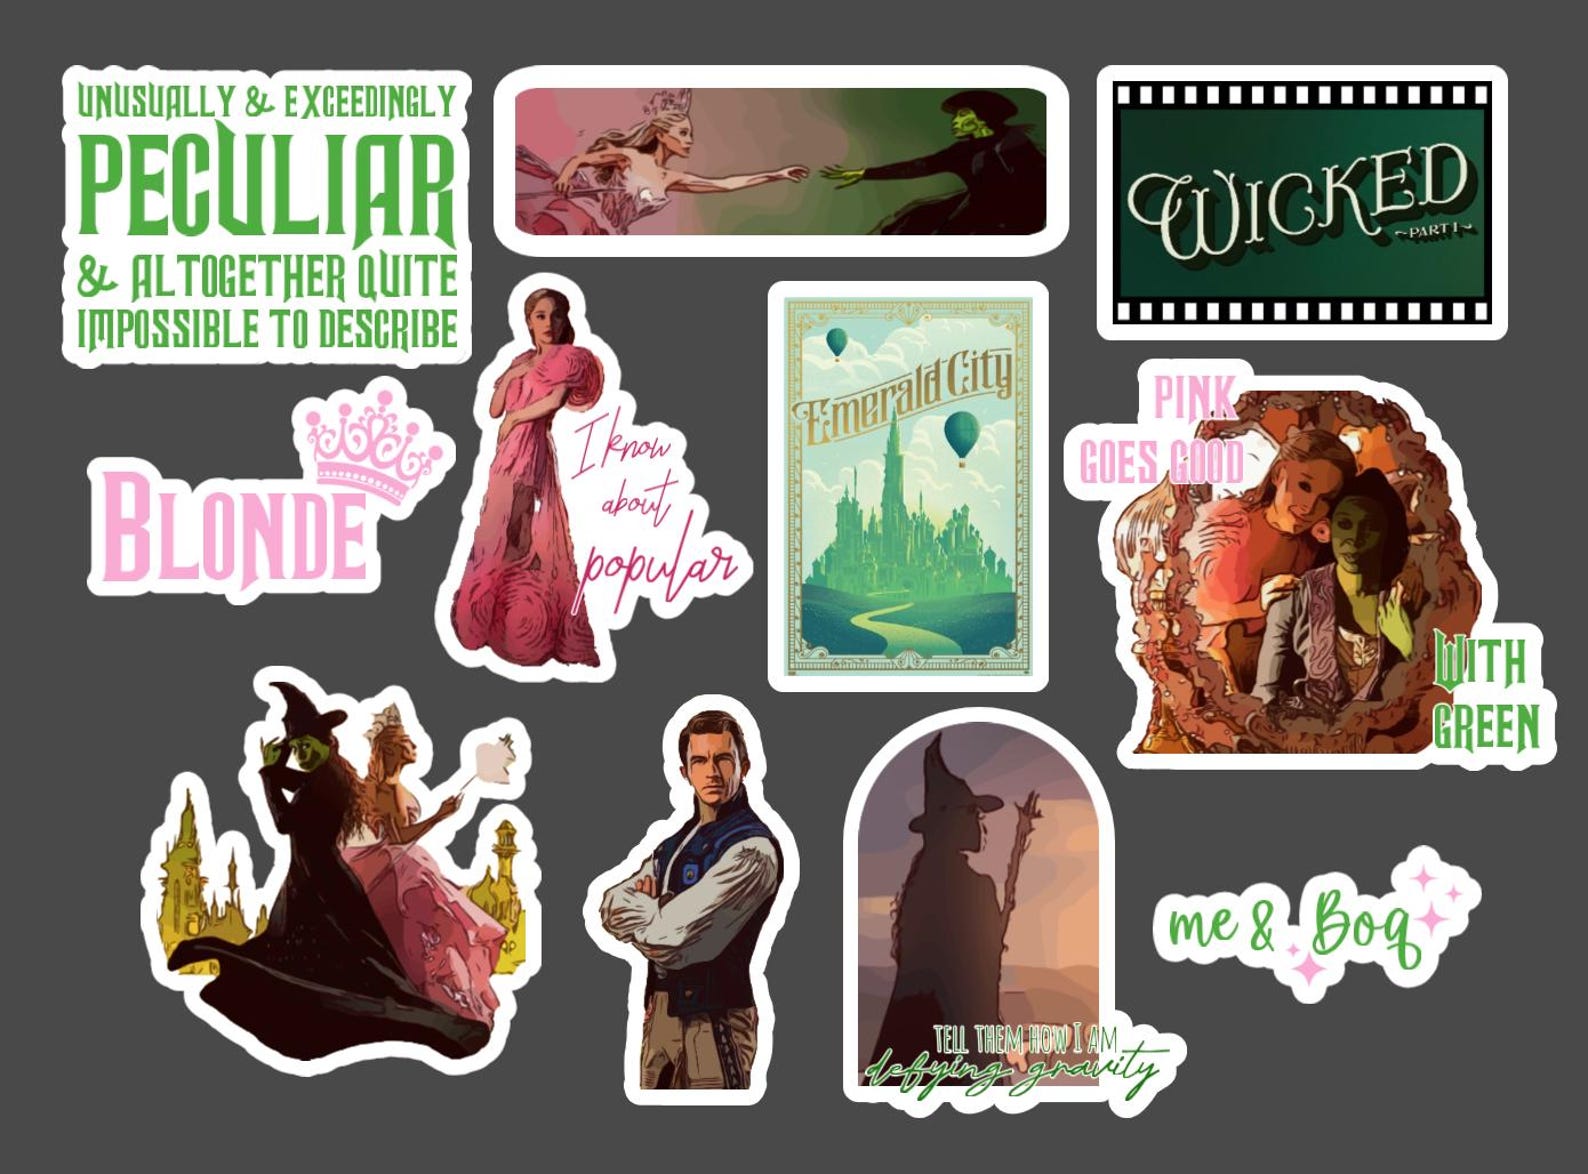 UNUSUALLY & EXCEEDINGLY
PECULIAR
& ALTOGETHER QUITE
IMPOSSIBLE TO DESCRIBE
WICKED
~PART I~
BLONDE
I know
about
popular
Emerald City
PINK
GOES GOOD
WITH
GREEN
TELL THEM HOW I AM
defying gravity
me & Boq